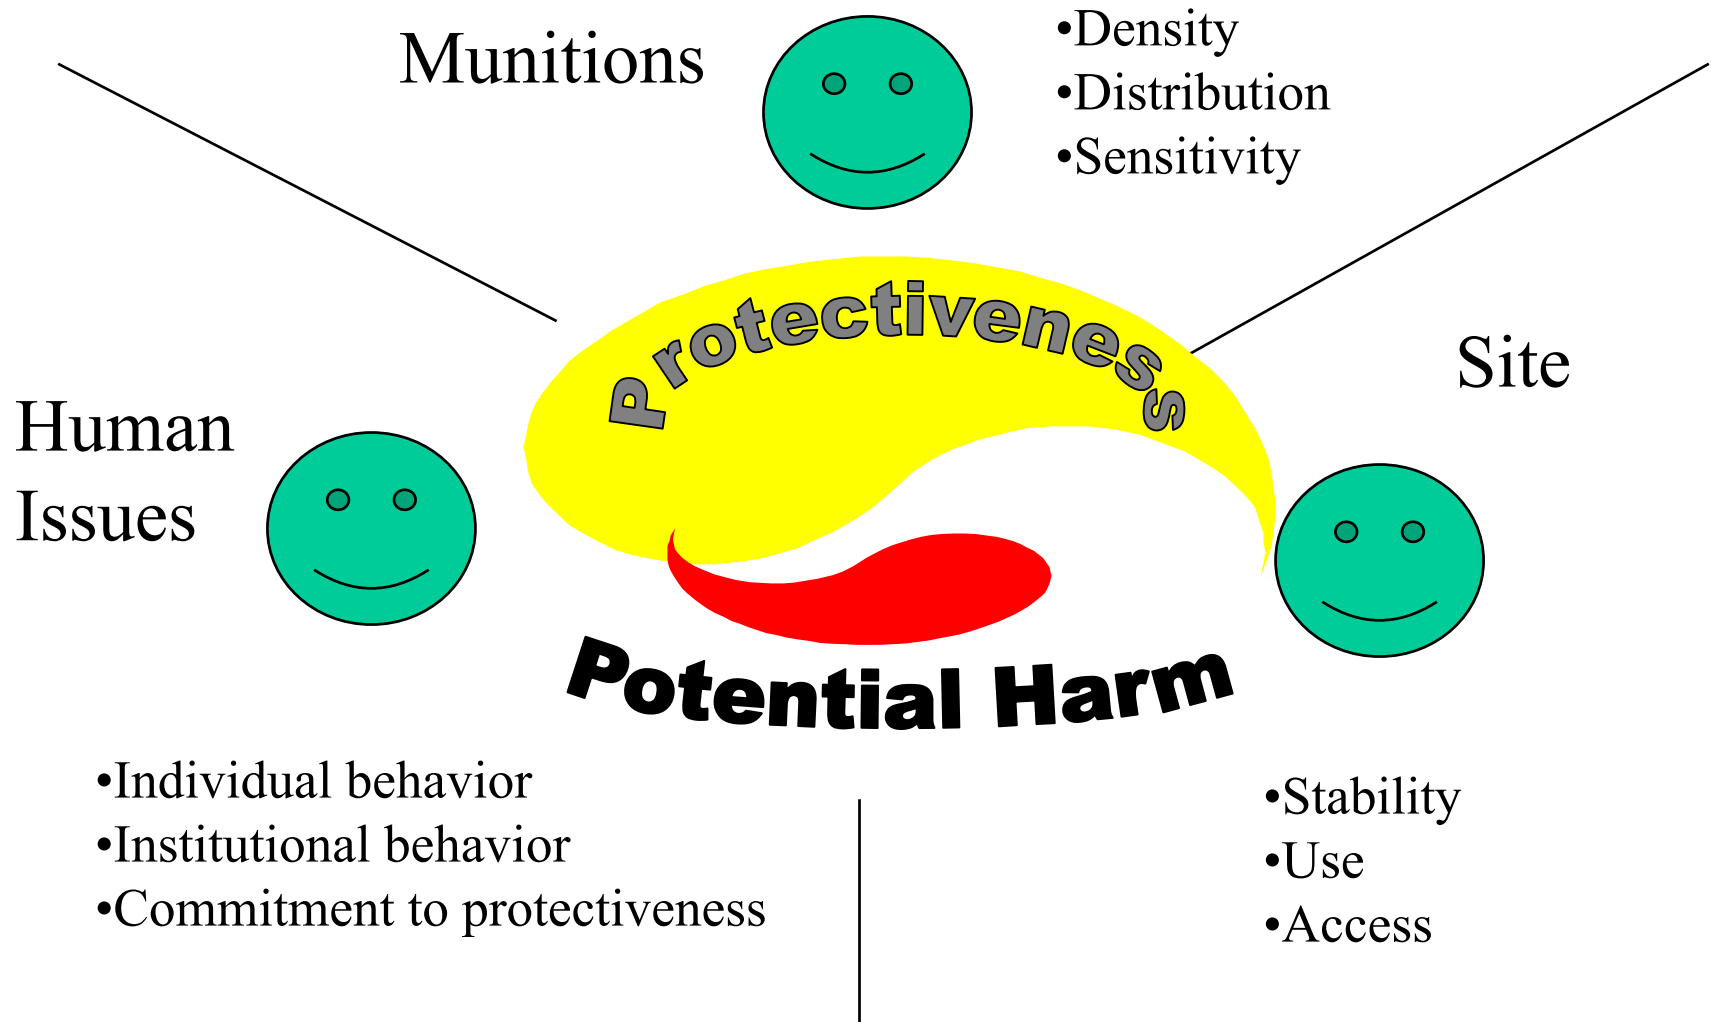 Munitions
•Density
•Distribution
•Sensitivity
Protectiveness
Site
Human
Issues
Potential Harm
•Individual behavior
•Institutional behavior
•Commitment to protectiveness
•Stability
•Use
•Access